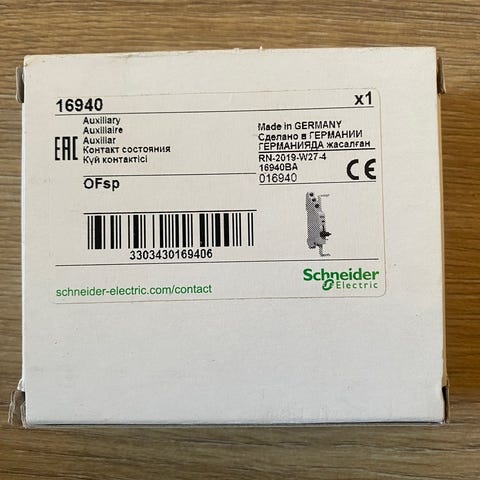 16940
x1
Auxiliary
Auxiliaire
Auxiliar
Контакт состояния
Күй контактісі
EAC
Made in GERMANY
Сделано в ГЕРМАНИИ
ГЕРМАНИЯДА жасалған
RN-2019-W27-4
16940BA
016940
CE
OFsp
3303430169406
schneider-electric.com/contact
Schneider
Electric